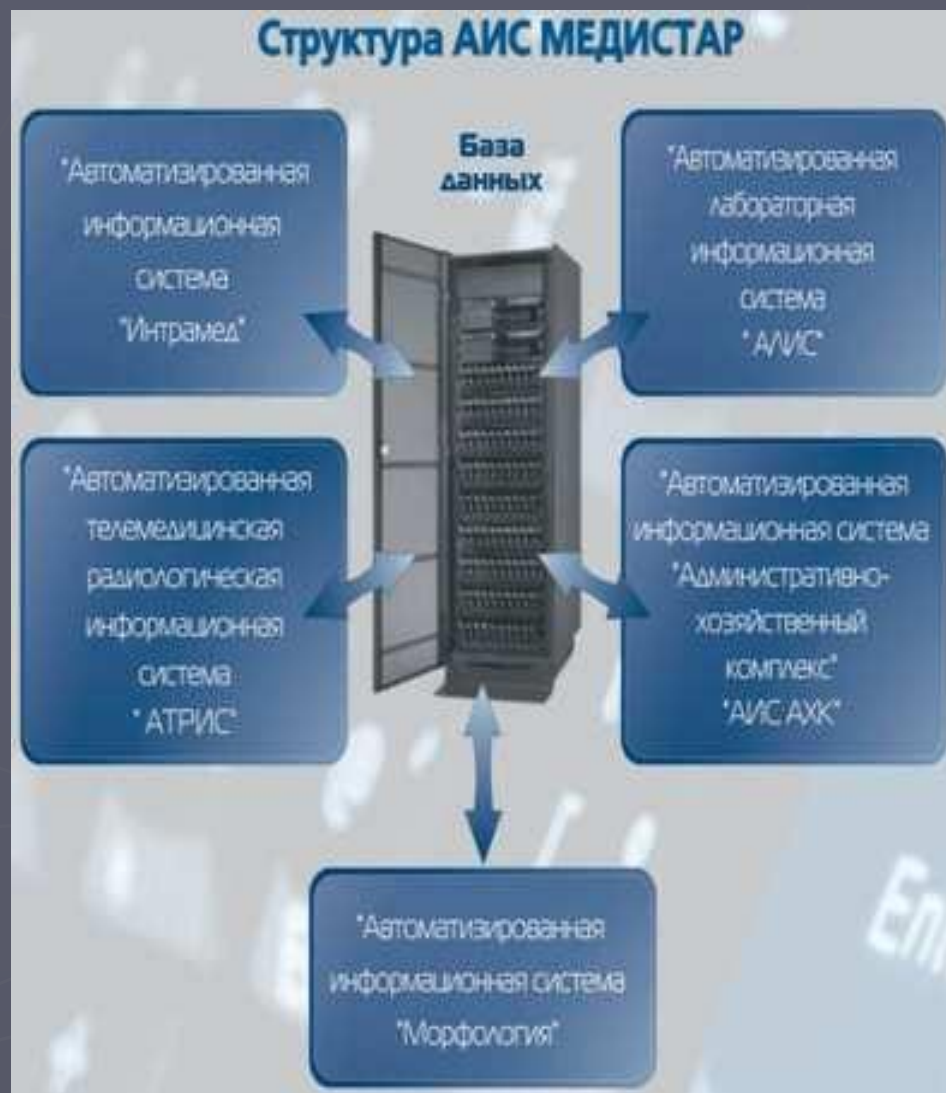 Структура АИС МЕДИСТАР
"Автоматизированная
информационная
система
"Интрамед"
База
данных
"Автоматизированная
лабораторная
информационная
система
"АЛИС"
"Автоматизированная
телемедицинская
радиологическая
информационная
система
"АТРИС"
"Автоматизированная
информационная система
"Административно-
хозяйственный
комплекс"
"АИС АХК"
"Автоматизированная
информационная система
"Морфология"